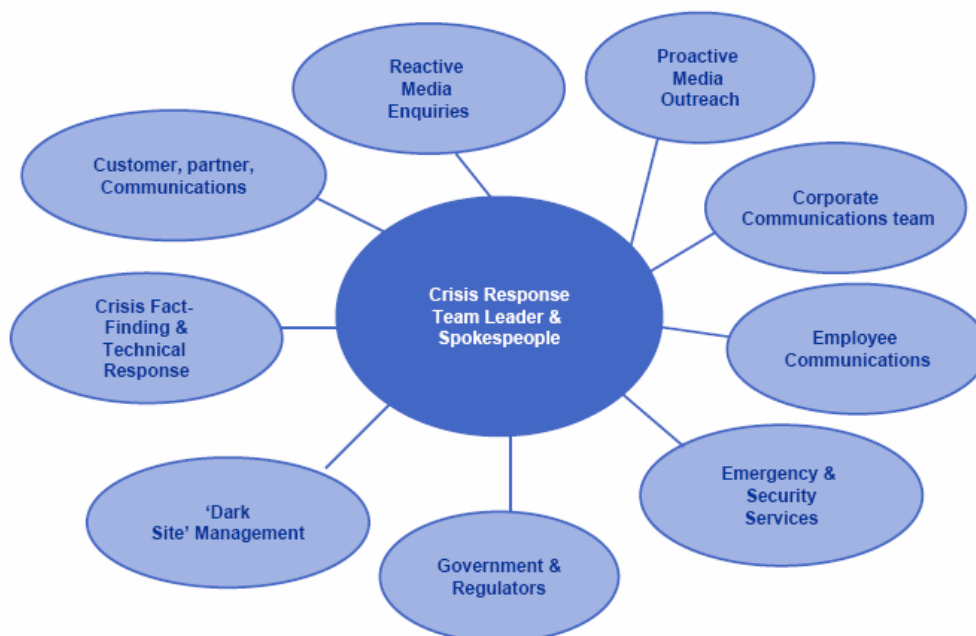 Reactive
Media
Enquiries
Proactive
Media
Outreach
Customer, partner,
Communications
Corporate
Communications team
Crisis Response
Team Leader &
Spokespeople
Crisis Fact-
Finding &
Technical
Response
Employee
Communications
Emergency &
Security
Services
‘Dark
Site’ Management
Government &
Regulators